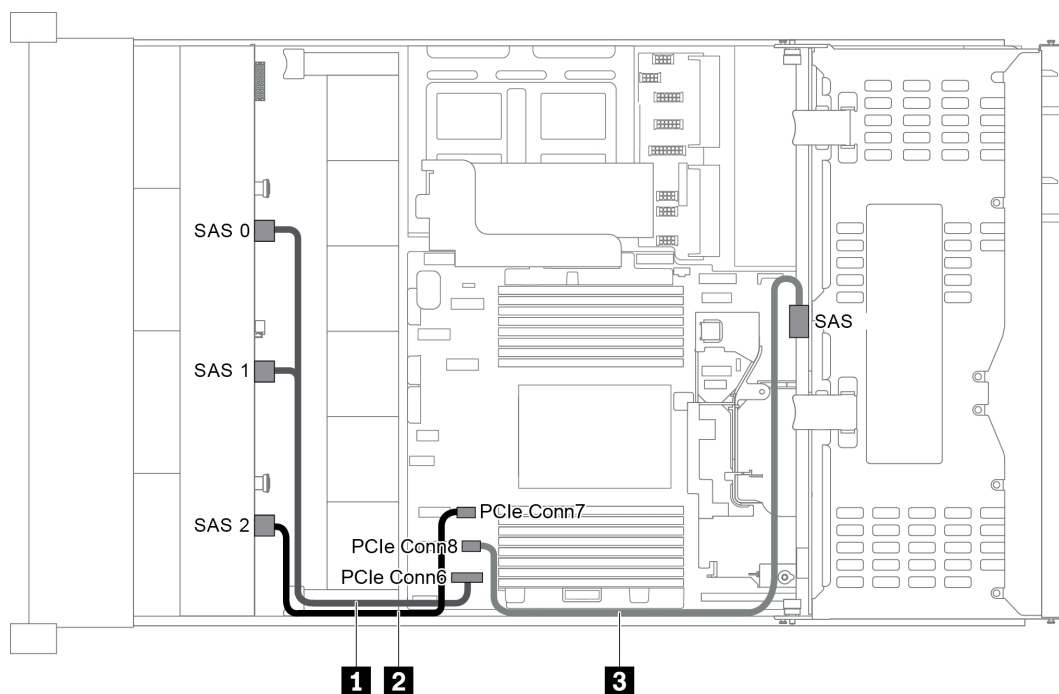 SAS 0
SAS
SAS 1
PCIe Conn7
SAS 2
PCIe Conn8
PCIe Conn6
1 2 3